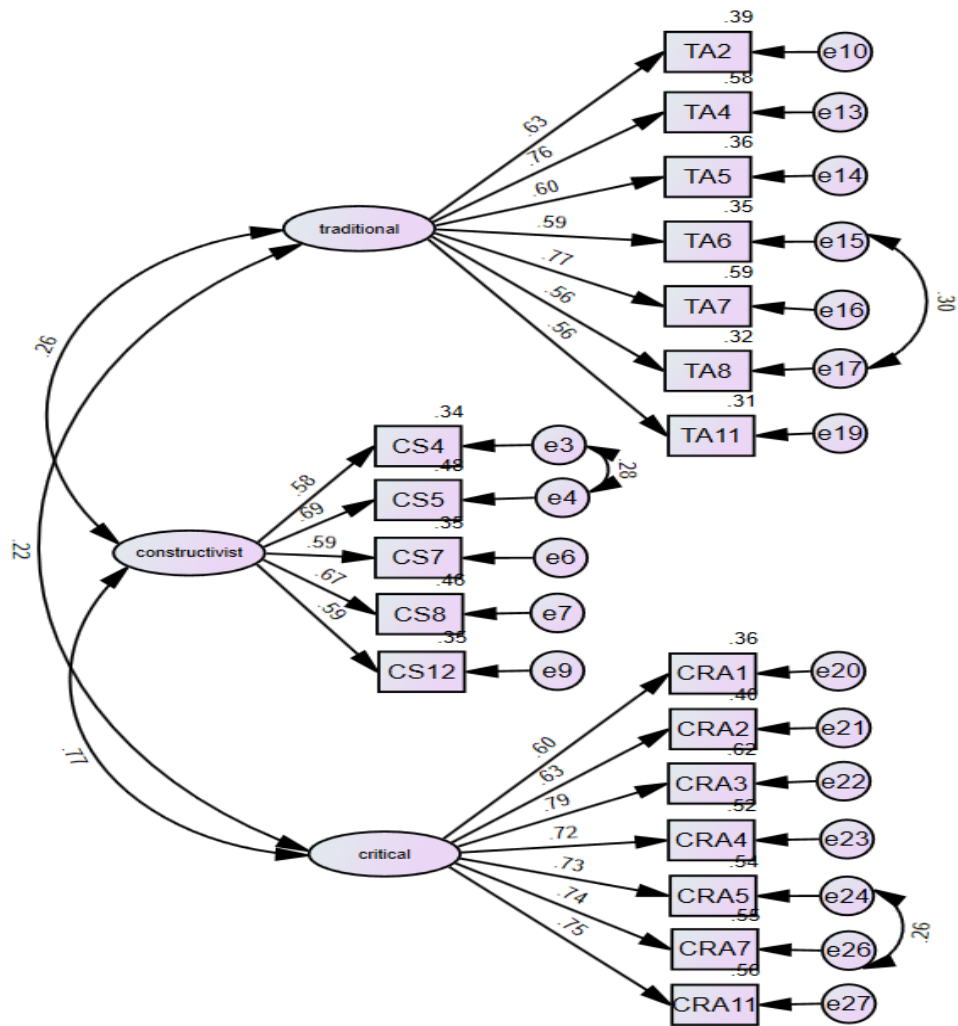 .39
TA2
e10
.63
.58
TA4
e13
.76
.36
TA5
e14
.60
.35
traditional
TA6
e15
.59
.59
TA7
e16
.77
.30
.32
TA8
e17
.56
.31
TA11
e19
.56
.26
.22
.34
CS4
e3
.58
.28
.48
CS5
e4
.69
.35
constructivist
CS7
e6
.59
.46
CS8
e7
.67
.35
CS12
e9
.59
.77
.36
CRA1
e20
.60
.40
CRA2
e21
.63
.62
CRA3
e22
.79
.52
critical
CRA4
e23
.72
.54
CRA5
e24
.73
.26
.55
CRA7
e26
.74
.56
CRA11
e27
.75